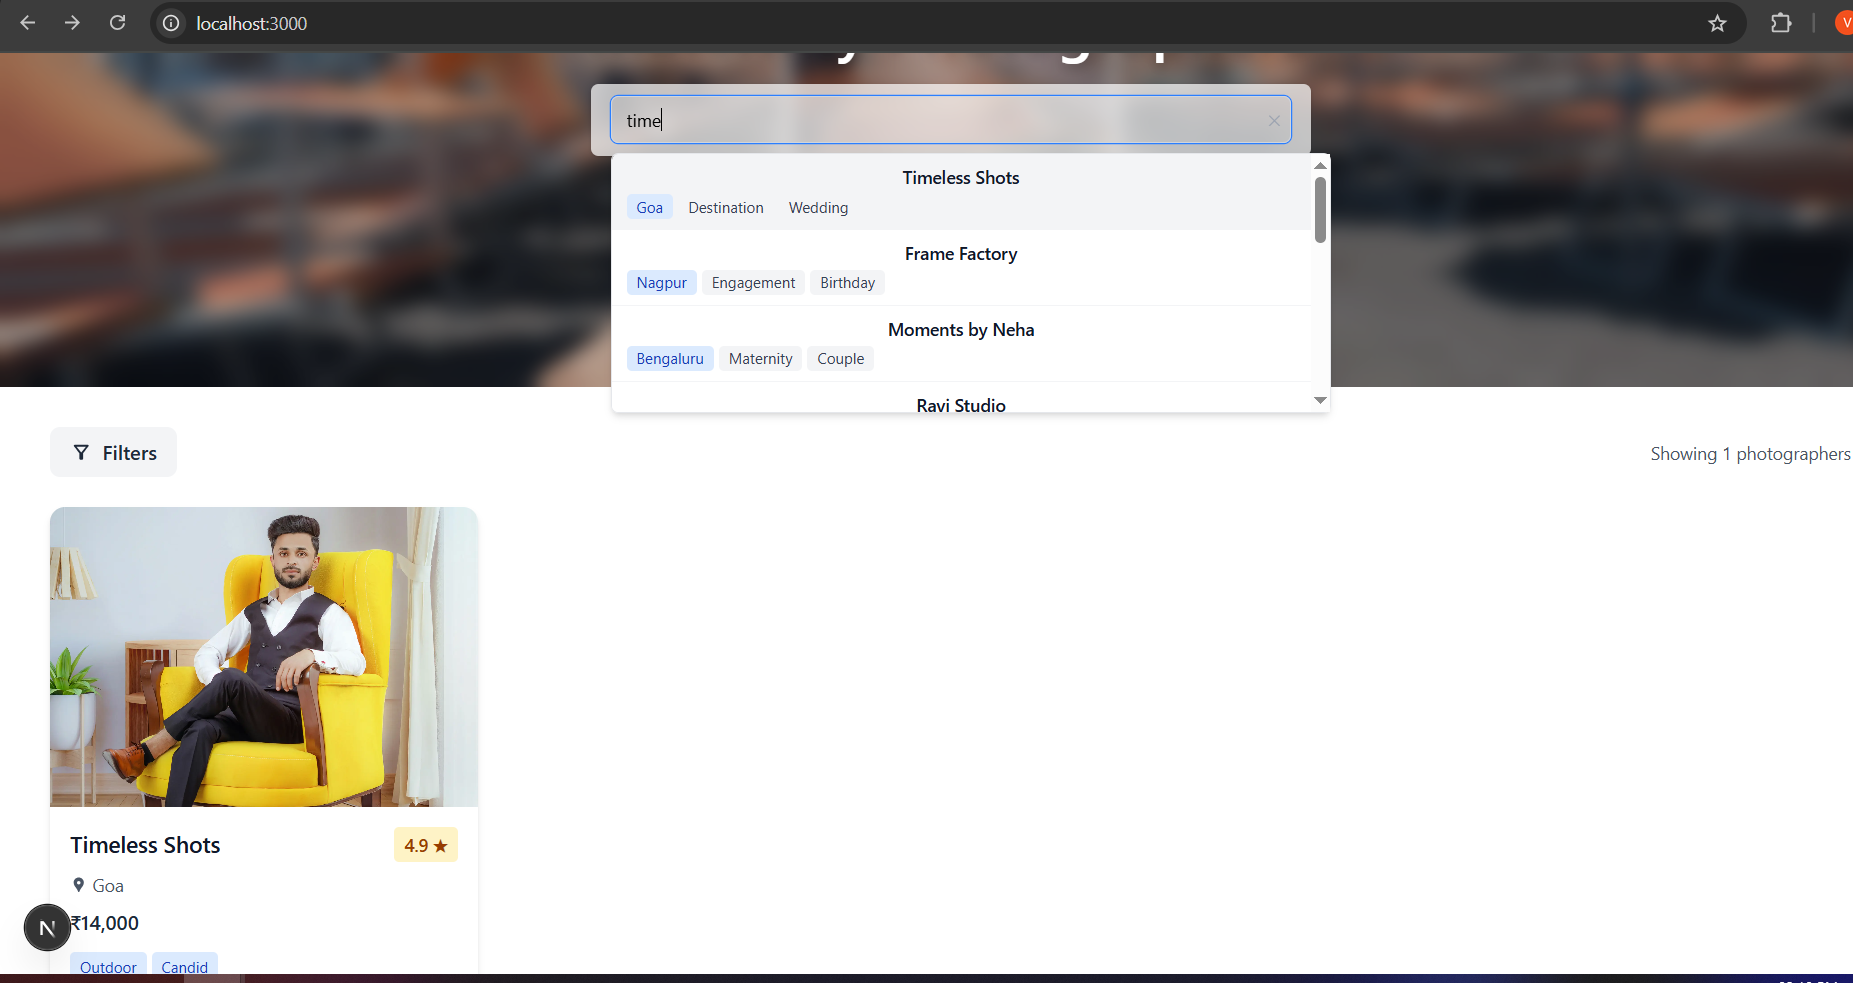 localhost:3000
V
time
Timeless Shots
Goa Destination Wedding
Frame Factory
Nagpur Engagement Birthday
Moments by Neha
Bengaluru Maternity Couple
Ravi Studio
Filters
Showing 1 photographers
Timeless Shots
4.9 ★
Goa
₹14,000
N
Outdoor Candid